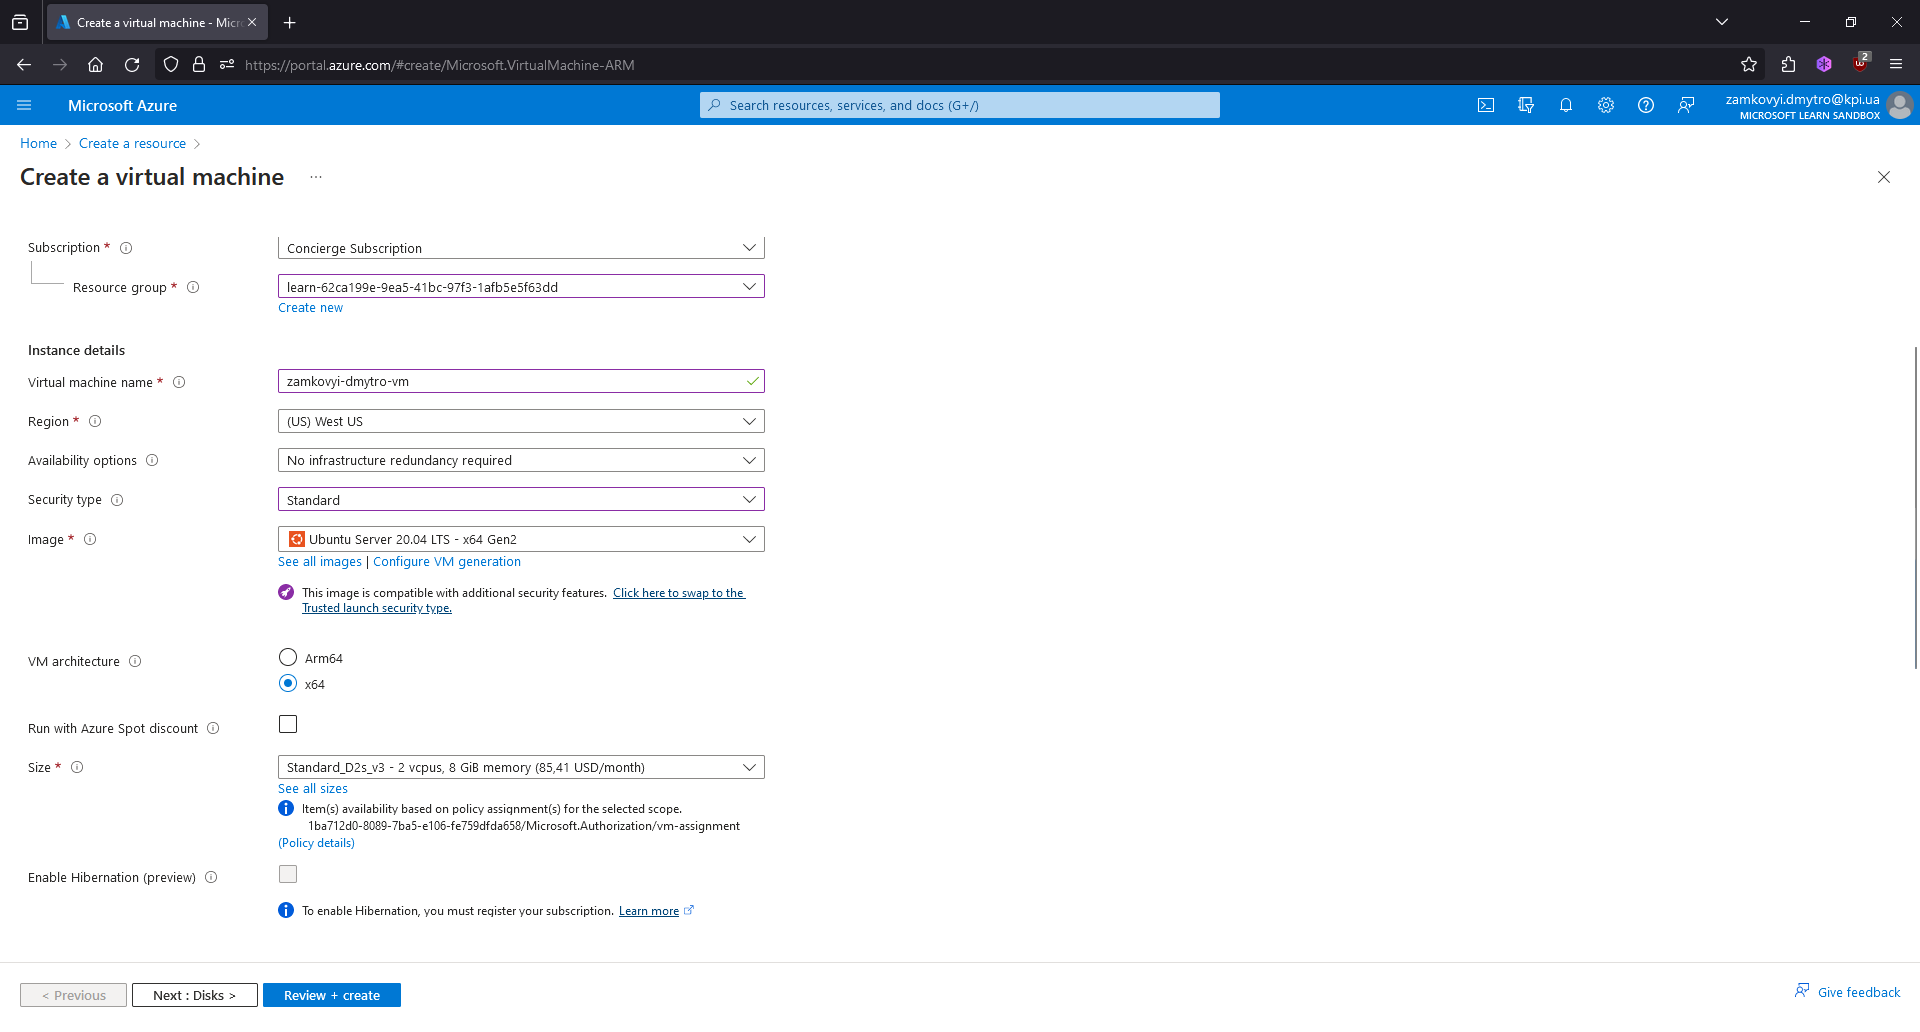 Create a virtual machine - Micr
https://portal.azure.com/#create/Microsoft.VirtualMachine-ARM
2
Microsoft Azure
Search resources, services, and docs (G+/)
zamkovyi.dmytro@kpi.ua
MICROSOFT LEARN SANDBOX
Home > Create a resource >
Create a virtual machine ...
Subscription *
Concierge Subscription
Resource group *
learn-62ca199e-9ea5-41bc-97f3-1afb5e5f63dd
Create new
Instance details
Virtual machine name *
zamkovyi-dmytro-vm
Region *
(US) West US
Availability options
No infrastructure redundancy required
Security type
Standard
Image *
Ubuntu Server 20.04 LTS - x64 Gen2
See all images | Configure VM generation
This image is compatible with additional security features. Click here to swap to the
Trusted launch security type.
VM architecture
Arm64
x64
Run with Azure Spot discount
Size *
Standard_D2s_v3 - 2 vcpus, 8 GiB memory (85,41 USD/month)
See all sizes
Item(s) availability based on policy assignment(s) for the selected scope.
1ba712d0-8089-7ba5-e106-fe759dfda658/Microsoft.Authorization/vm-assignment
(Policy details)
Enable Hibernation (preview)
To enable Hibernation, you must register your subscription. Learn more
< Previous
Next : Disks >
Review + create
Give feedback